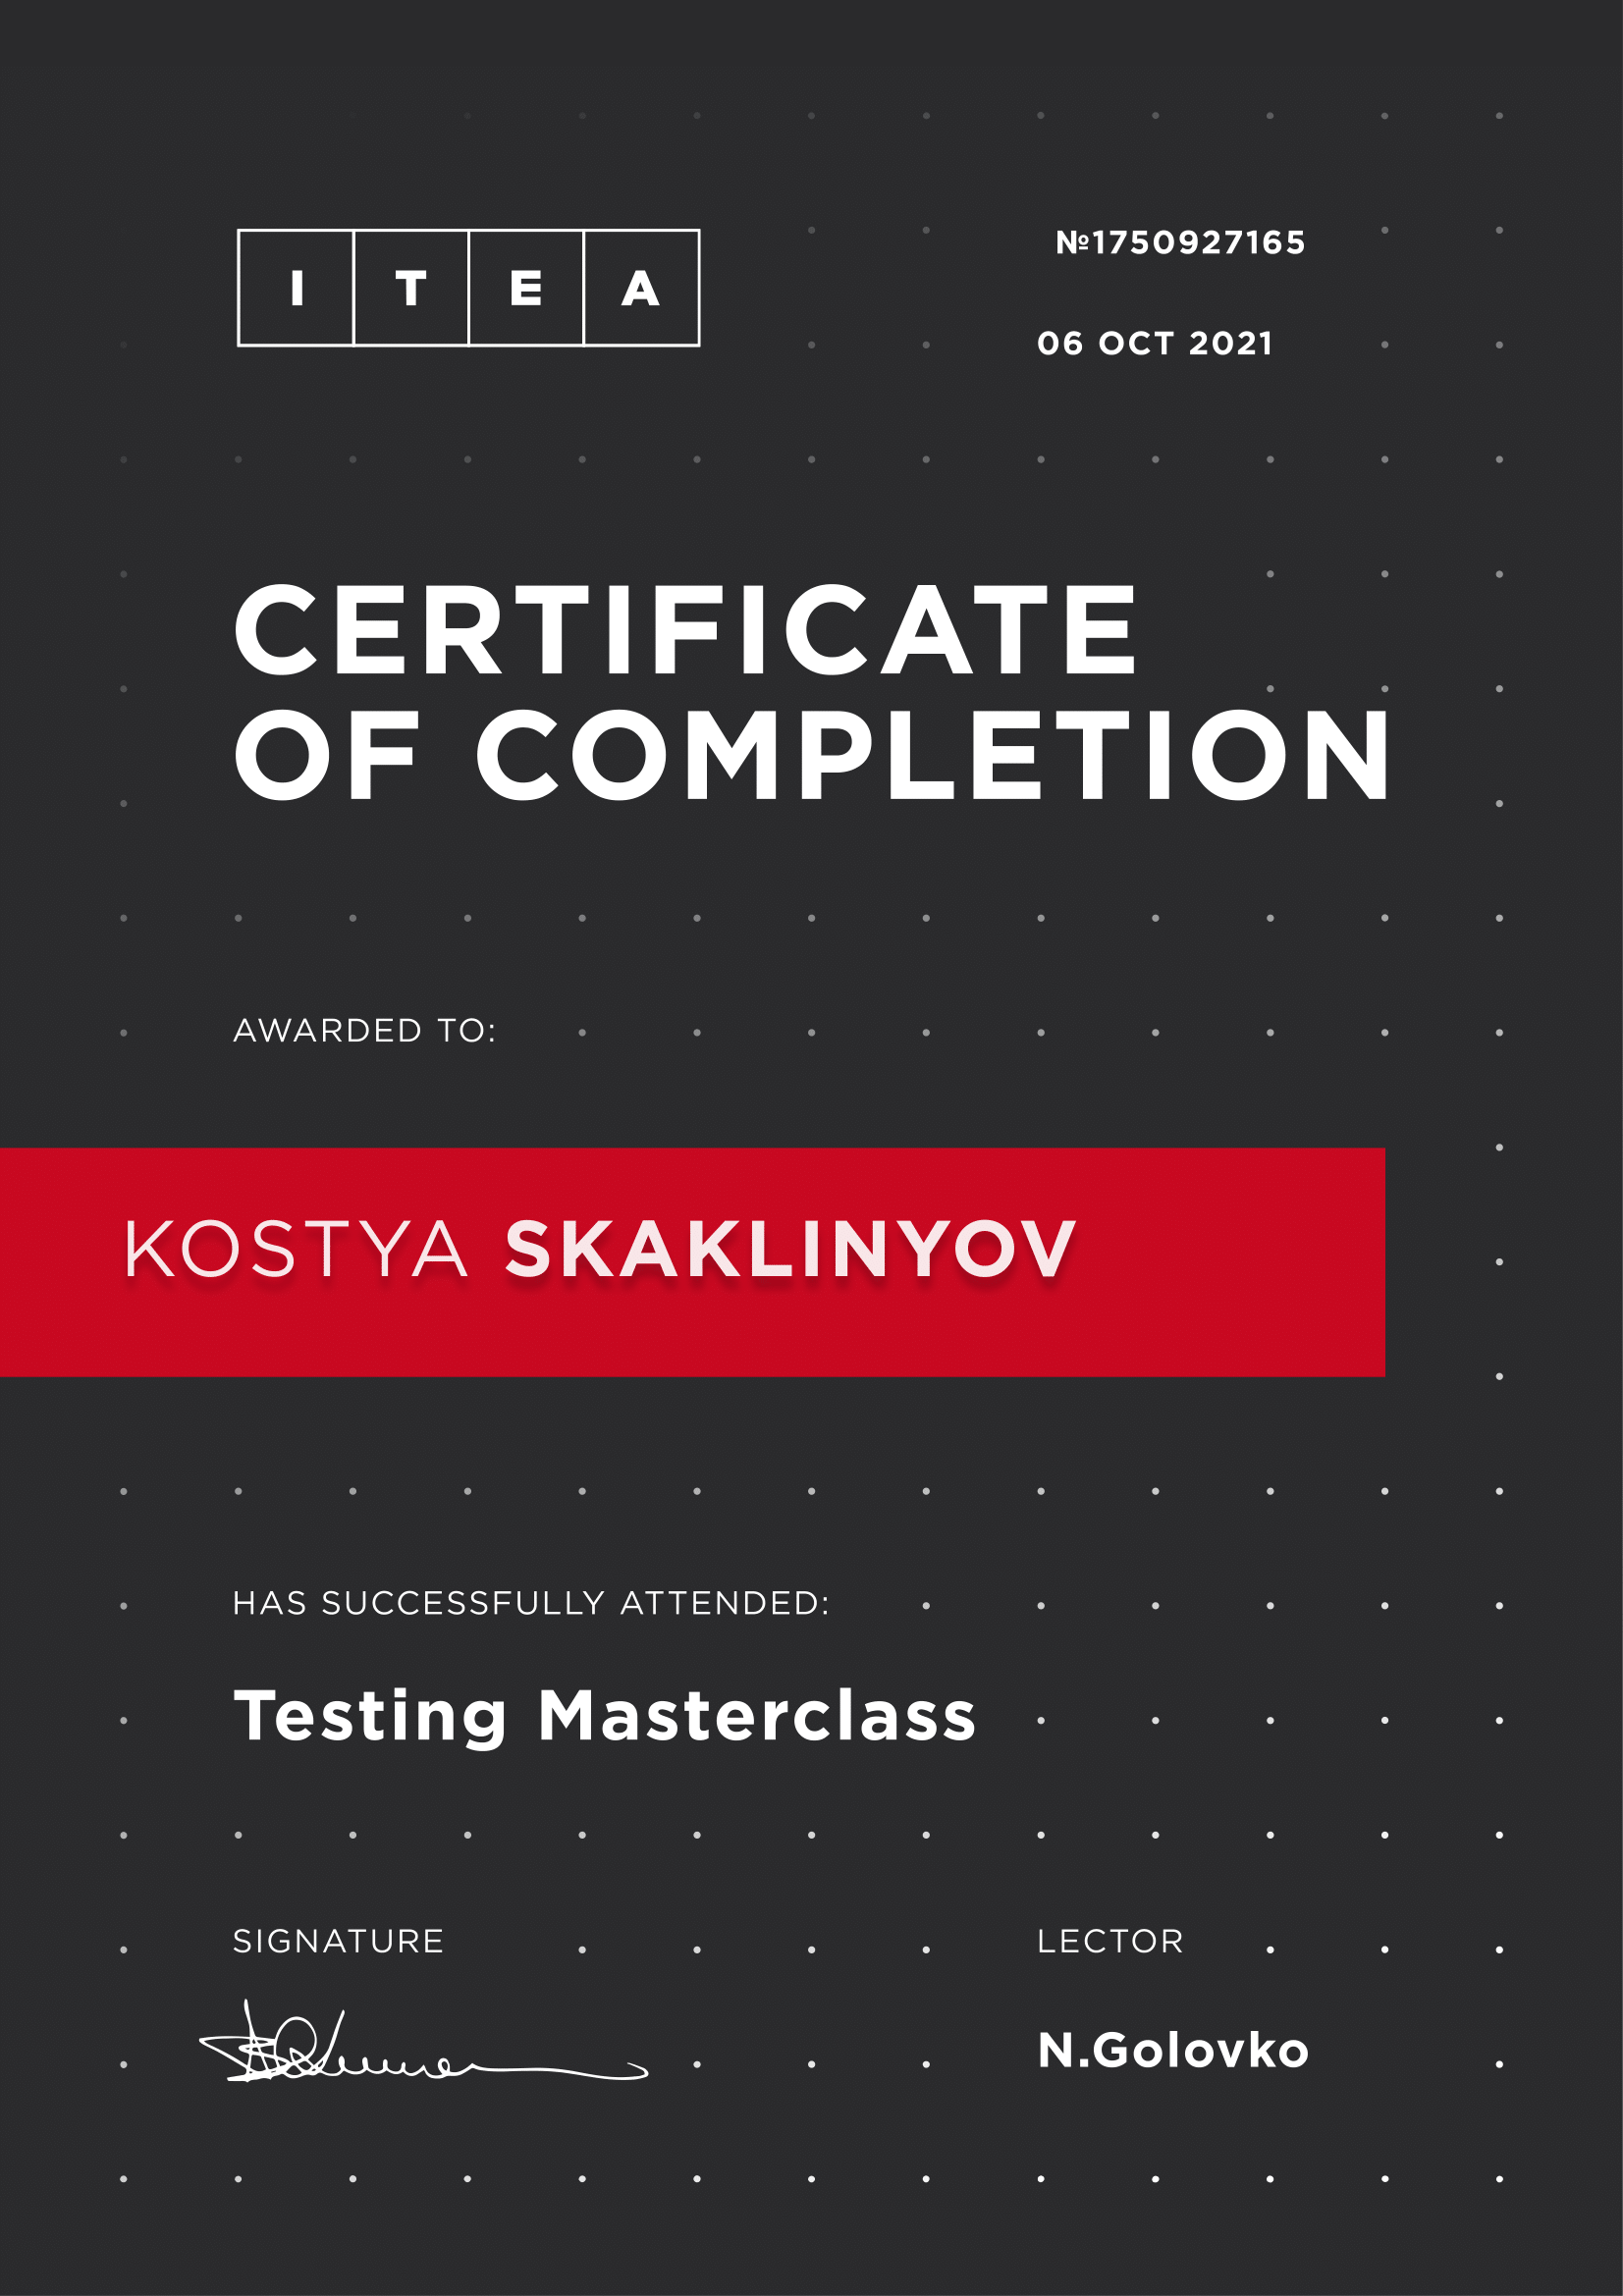 ITEA
№1750927165
06 OCT 2021
CERTIFICATE
OF COMPLETION
AWARDED TO:
KOSTYA SKAKLINYOV
HAS SUCCESSFULLY ATTENDED:
Testing Masterclass
SIGNATURE
LECTOR
N.Golovko